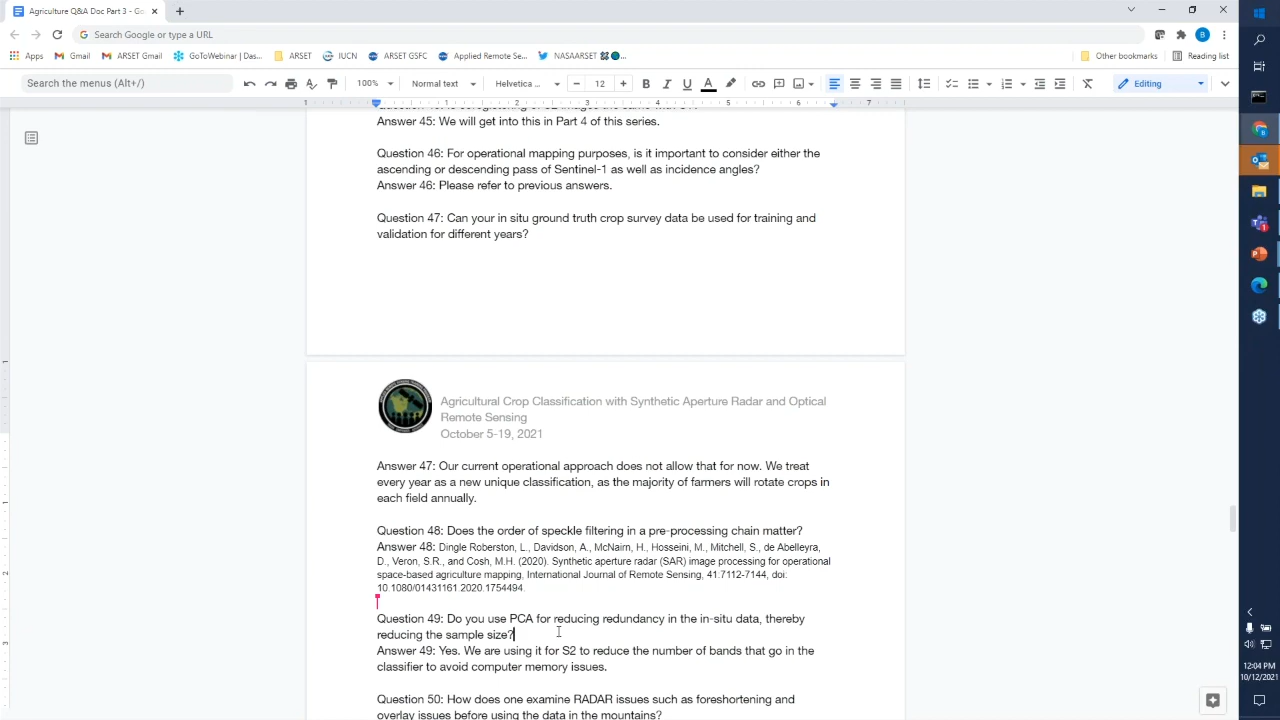 Agriculture Q&A Doc Part 3 - Go
Search Google or type a URL
Apps
Gmail
ARSET Gmail
GoToWebinar | Das...
ARSET
IUCN
ARSET GSFC
Applied Remote Se...
NASAARSET
Other bookmarks
Reading list
Search the menus (Alt+/)
100%
Normal text
Helvetica ...
12
Editing
1 1 2 3 4 5 6 7
Answer 45: We will get into this in Part 4 of this series.
Question 46: For operational mapping purposes, is it important to consider either the
ascending or descending pass of Sentinel-1 as well as incidence angles?
Answer 46: Please refer to previous answers.
Question 47: Can your in situ ground truth crop survey data be used for training and
validation for different years?
Agricultural Crop Classification with Synthetic Aperture Radar and Optical
Remote Sensing
October 5-19, 2021
Answer 47: Our current operational approach does not allow that for now. We treat
every year as a new unique classification, as the majority of farmers will rotate crops in
each field annually.
Question 48: Does the order of speckle filtering in a pre-processing chain matter?
Answer 48: Dingle Roberston, L., Davidson, A., McNairn, H., Hosseini, M., Mitchell, S., de Abelleyra,
D., Veron, S.R., and Cosh, M.H. (2020). Synthetic aperture radar (SAR) image processing for operational
space-based agriculture mapping, International Journal of Remote Sensing, 41:7112-7144, doi:
10.1080/01431161.2020.1754494.
Question 49: Do you use PCA for reducing redundancy in the in-situ data, thereby
reducing the sample size?
Answer 49: Yes. We are using it for S2 to reduce the number of bands that go in the
classifier to avoid computer memory issues.
Question 50: How does one examine RADAR issues such as foreshortening and
overlay issues before using the data in the mountains?
12:04 PM
10/12/2021